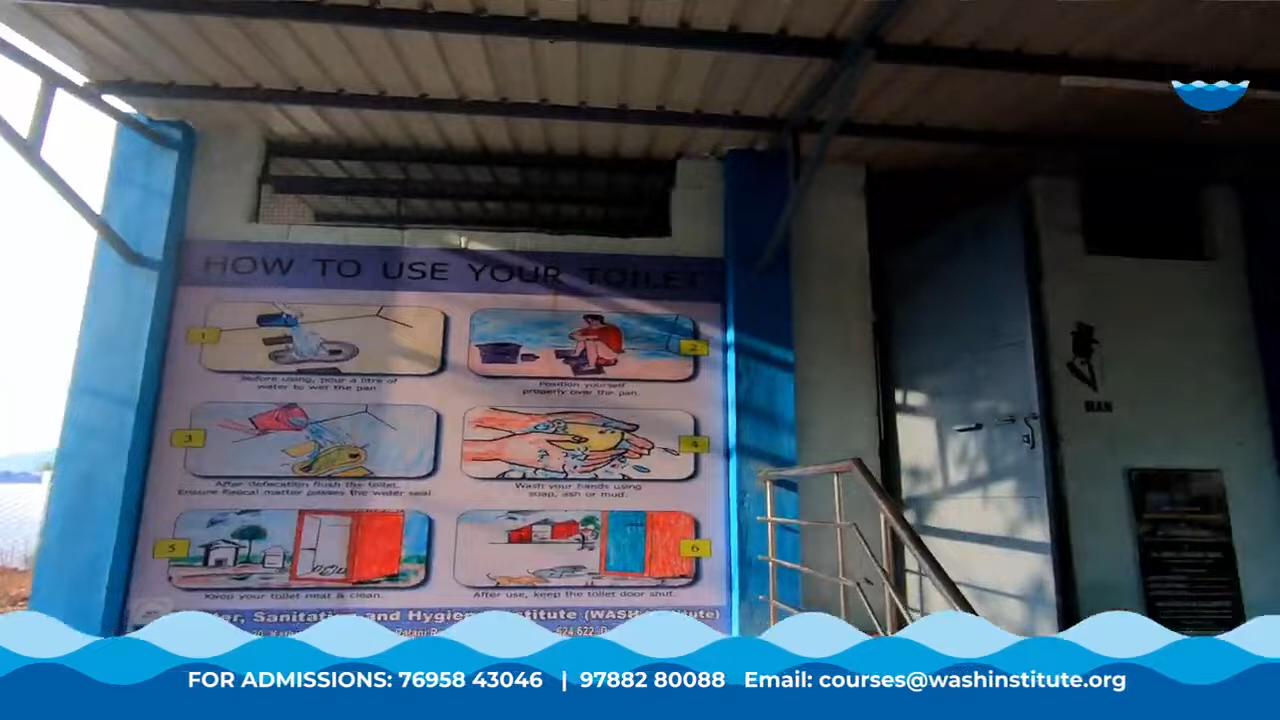 HOW TO USE YOUR TOILET
1
Before using, pour a litre of
water to wet the pan
2
Position yourself
properly over the pan.
3
After defecation flush the toilet.
Ensure faecal matter passes the water seal
4
Wash your hands using
soap, ash or mud.
5
Keep your toilet neat & clean.
6
After use, keep the toilet door shut.
Sanitation and Hygiene Institute (WASH Institute)
624 622
MAN
FOR ADMISSIONS: 76958 43046 | 97882 80088 Email: courses@washinstitute.org